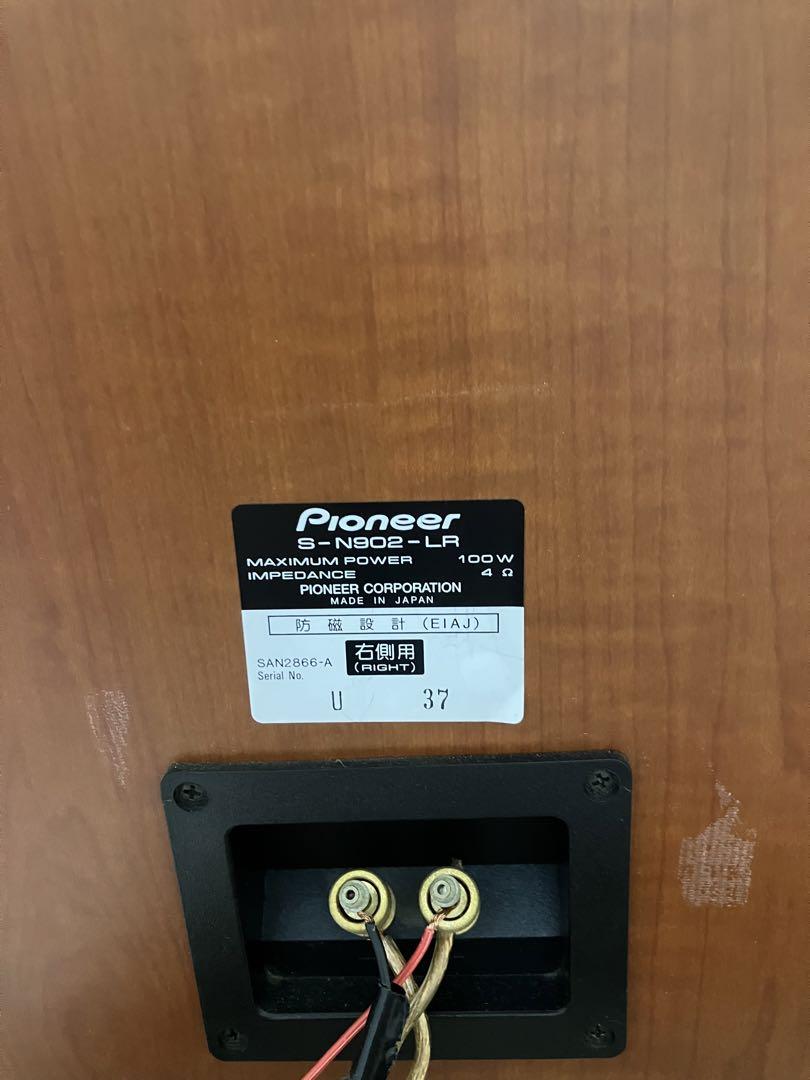 Pioneer
S-N902-LR
MAXIMUM POWER 100W
IMPEDANCE 4 Ω
PIONEER CORPORATION
MADE IN JAPAN
防磁設計(EIAJ)
SAN2866-A
右側用
(RIGHT)
Serial No.
U 37